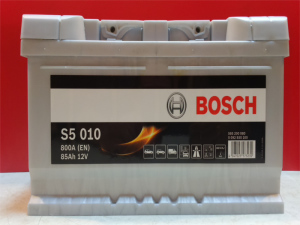 BOSCH
S5 010
800A (EN)
85Ah 12V